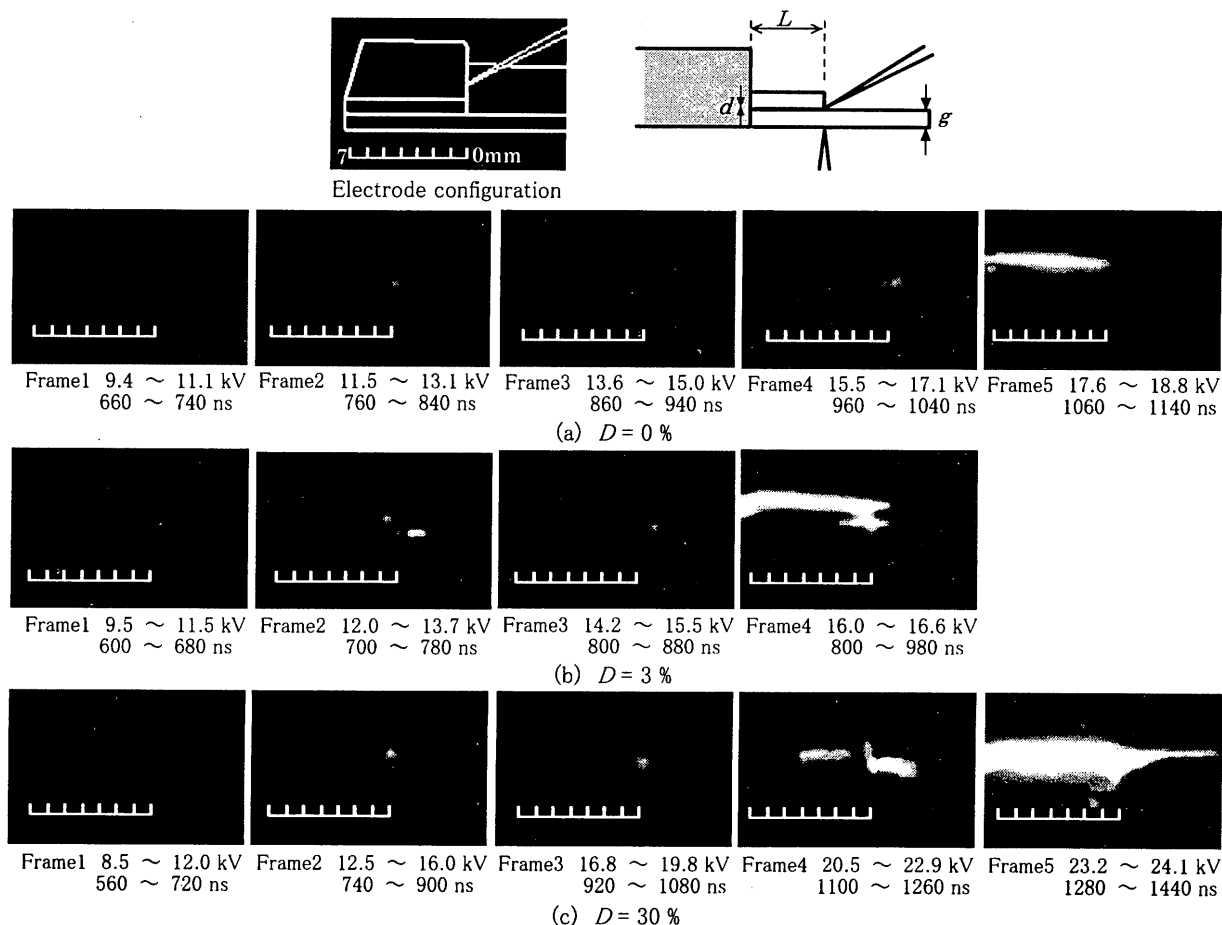 L
d
g
7 0mm
Electrode configuration
Frame1 9.4 ～ 11.1 kV Frame2 11.5 ～ 13.1 kV Frame3 13.6 ～ 15.0 kV Frame4 15.5 ～ 17.1 kV Frame5 17.6 ～ 18.8 kV
660 ～ 740 ns 760 ～ 840 ns 860 ～ 940 ns 960 ～ 1040 ns 1060 ～ 1140 ns
(a) D = 0 %
Frame1 9.5 ～ 11.5 kV Frame2 12.0 ～ 13.7 kV Frame3 14.2 ～ 15.5 kV Frame4 16.0 ～ 16.6 kV
600 ～ 680 ns 700 ～ 780 ns 800 ～ 880 ns 800 ～ 980 ns
(b) D = 3 %
Frame1 8.5 ～ 12.0 kV Frame2 12.5 ～ 16.0 kV Frame3 16.8 ～ 19.8 kV Frame4 20.5 ～ 22.9 kV Frame5 23.2 ～ 24.1 kV
560 ～ 720 ns 740 ～ 900 ns 920 ～ 1080 ns 1100 ～ 1260 ns 1280 ～ 1440 ns
(c) D = 30 %